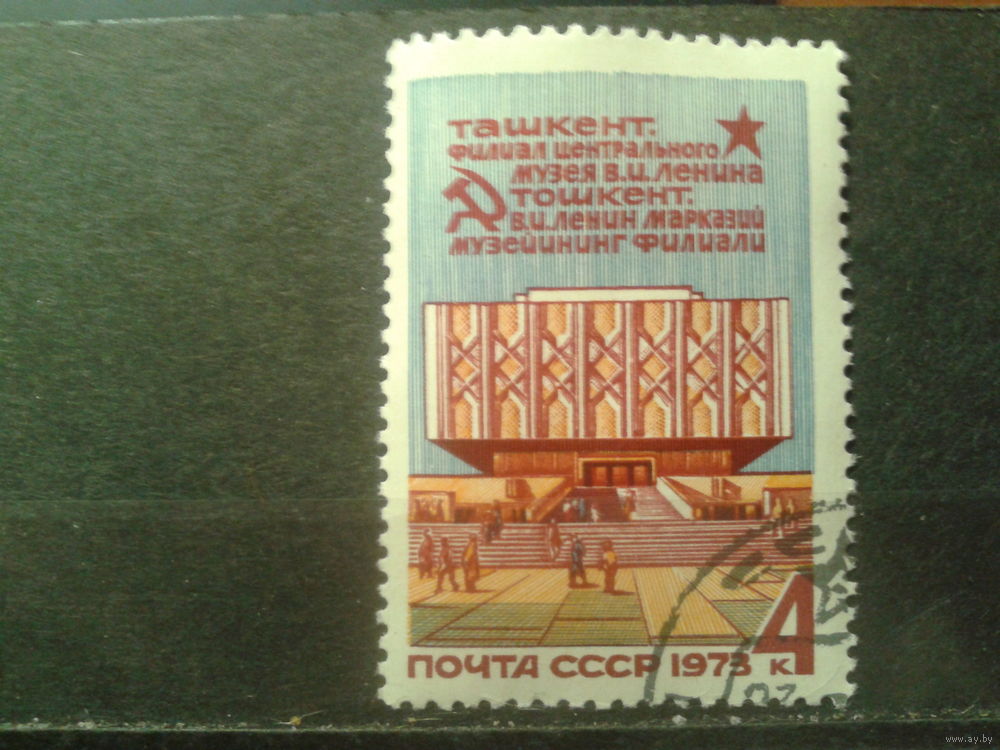 ташкент:
филиал центрального
музея в.и. ленина
тошкент:
в.и. ленин марказий
музейининг филиали
4
ПОЧТА СССР 1973 к
www.ay.by